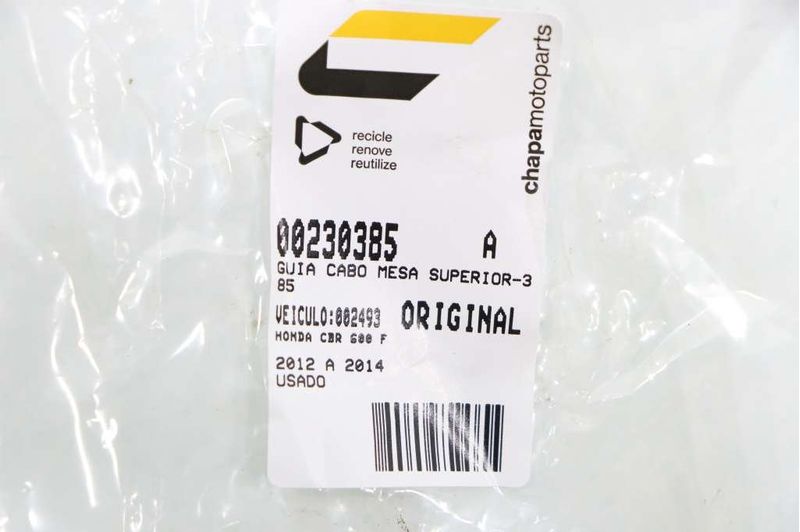 chapamotoparts
recicle
renove
reutilize
00230385 A
GUIA CABO MESA SUPERIOR-3
85
VEICULO:002493 ORIGINAL
HONDA CBR 600 F
2012 A 2014
USADO